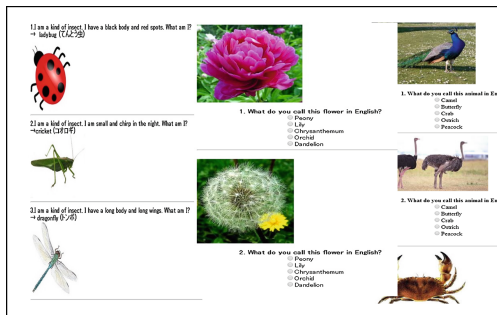 1.I am a kind of insect. I have a black body and red spots. What am I?
→ ladybug (てんとう虫)
2.I am a kind of insect. I am small and chirp in the night. What am I?
→cricket (コオロギ)
3.I am a kind of insect. I have a long body and long wings. What am I?
→ dragonfly (トンボ)
1. What do you call this flower in English?
Peony
Lily
Chrysanthemum
Orchid
Dandelion
2. What do you call this flower in English?
Peony
Lily
Chrysanthemum
Orchid
Dandelion
1. What do you call this animal in En
Camel
Butterfly
Crab
Ostrich
Peacock
2. What do you call this animal in En
Camel
Butterfly
Crab
Ostrich
Peacock